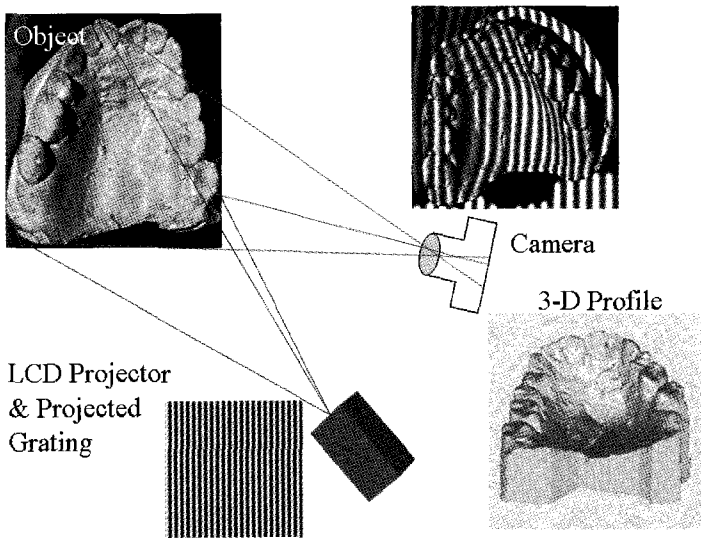 Object
Camera
3-D Profile
LCD Projector
& Projected
Grating